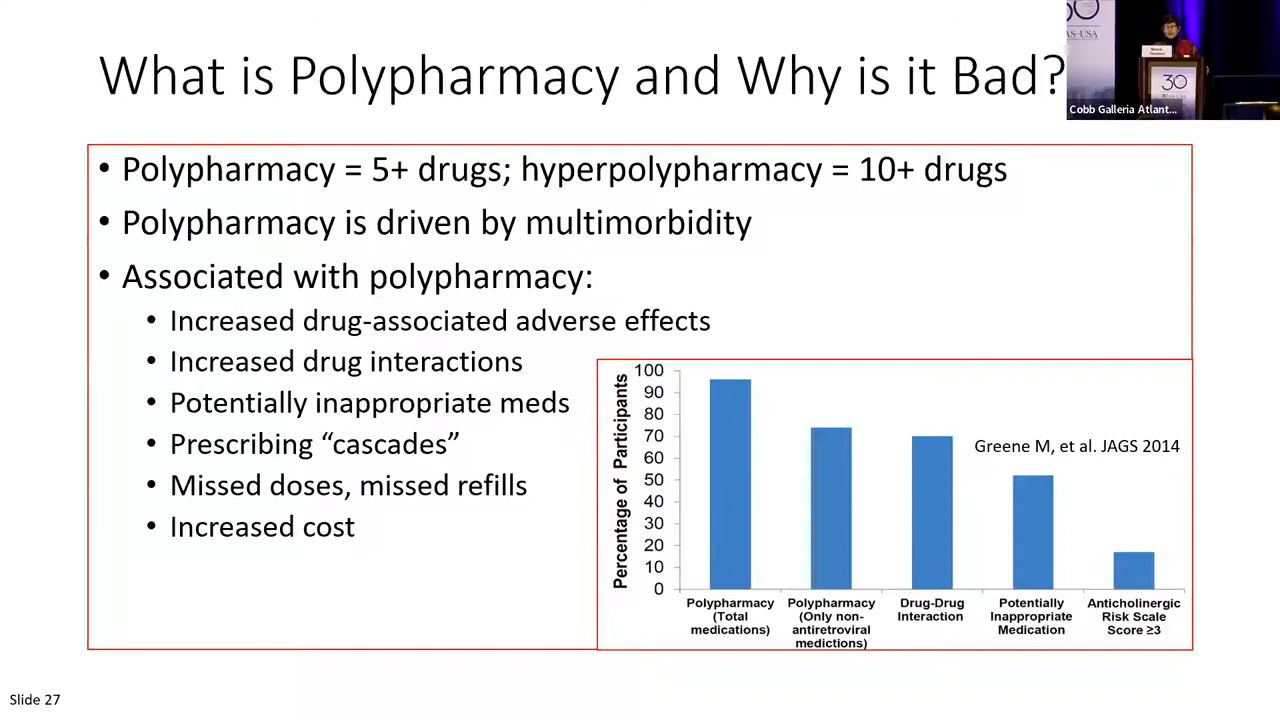 What is Polypharmacy and Why is it Bad?
30
AS–USA
30
Cobb Galleria Atlant...
• Polypharmacy = 5+ drugs; hyperpolypharmacy = 10+ drugs
• Polypharmacy is driven by multimorbidity
• Associated with polypharmacy:
• Increased drug-associated adverse effects
• Increased drug interactions
• Potentially inappropriate meds
• Prescribing “cascades”
• Missed doses, missed refills
• Increased cost
Percentage of Participants
100
90
80
70
60
50
40
30
20
10
0
Greene M, et al. JAGS 2014
Polypharmacy
(Total
medications)
Polypharmacy
(Only non-
antiretroviral
medictions)
Drug-Drug
Interaction
Potentially
Inappropriate
Medication
Anticholinergic
Risk Scale
Score ≥3
Slide 27